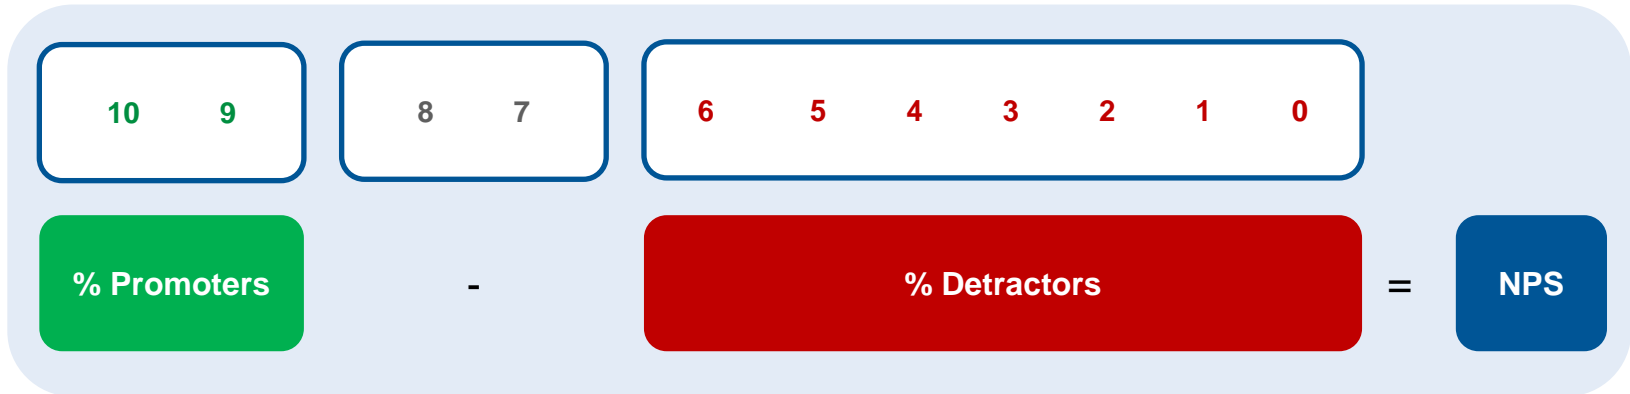 10 9 8 7 6 5 4 3 2 1 0
% Promoters - % Detractors = NPS